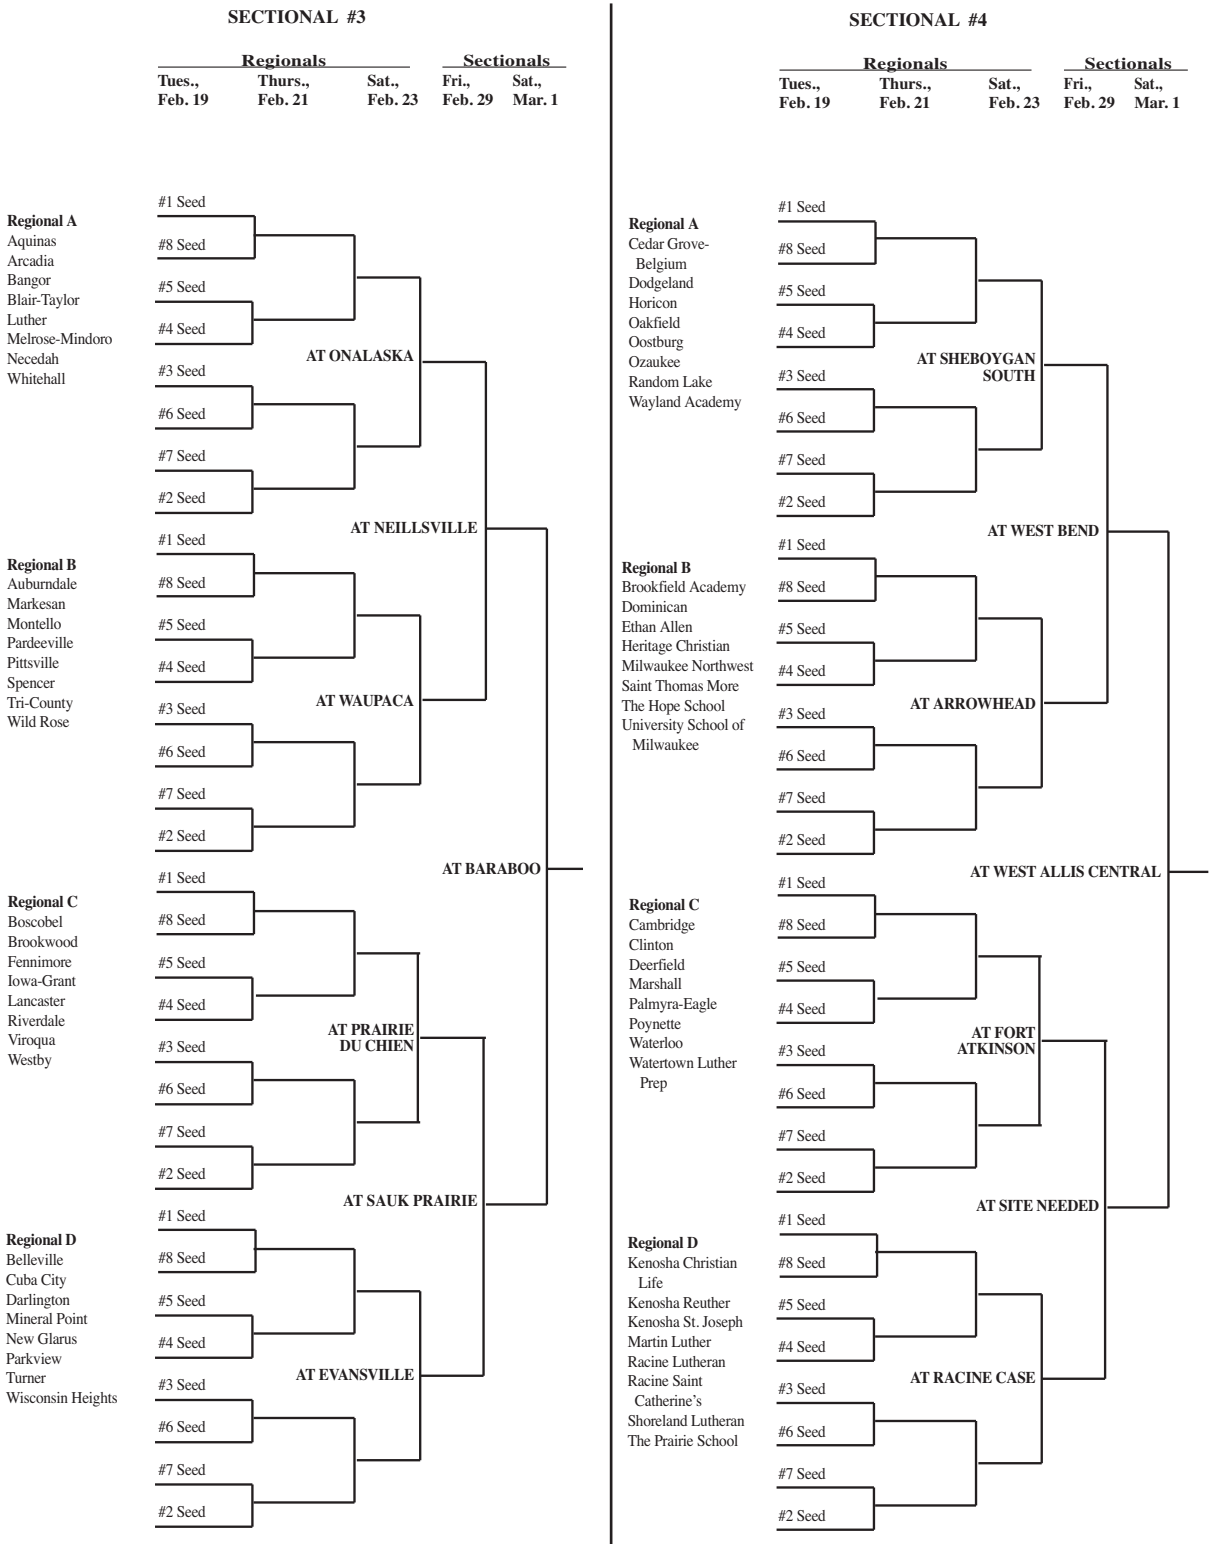 SECTIONAL #3
Regionals
Sectionals
Tues., Feb. 19
Thurs., Feb. 21
Sat., Feb. 23
Fri., Feb. 29
Sat., Mar. 1
#1 Seed
Regional A
Aquinas
#8 Seed
Arcadia
Bangor
#5 Seed
Blair-Taylor
Luther
#4 Seed
Melrose-Mindoro
AT ONALASKA
Necedah
#3 Seed
Whitehall
#6 Seed
#7 Seed
#2 Seed
AT NEILLSVILLE
#1 Seed
Regional B
Auburndale
#8 Seed
Markesan
Montello
#5 Seed
Pardeeville
Pittsville
#4 Seed
Spencer
Tri-County
AT WAUPACA
#3 Seed
Wild Rose
#6 Seed
#7 Seed
#2 Seed
AT BARABOO
#1 Seed
Regional C
Boscobel
#8 Seed
Brookwood
Fennimore
#5 Seed
Iowa-Grant
Lancaster
#4 Seed
Riverdale
AT PRAIRIE
DU CHIEN
Viroqua
#3 Seed
Westby
#6 Seed
#7 Seed
#2 Seed
AT SAUK PRAIRIE
#1 Seed
Regional D
Belleville
#8 Seed
Cuba City
Darlington
#5 Seed
Mineral Point
New Glarus
#4 Seed
Parkview
Turner
AT EVANSVILLE
#3 Seed
Wisconsin Heights
#6 Seed
#7 Seed
#2 Seed
SECTIONAL #4
Regionals
Sectionals
Tues., Feb. 19
Thurs., Feb. 21
Sat., Feb. 23
Fri., Feb. 29
Sat., Mar. 1
#1 Seed
Regional A
Cedar Grove-
#8 Seed
Belgium
Dodgeland
#5 Seed
Horicon
Oakfield
#4 Seed
Oostburg
Ozaukee
AT SHEBOYGAN
SOUTH
#3 Seed
Random Lake
Wayland Academy
#6 Seed
#7 Seed
#2 Seed
AT WEST BEND
#1 Seed
Regional B
Brookfield Academy
#8 Seed
Dominican
Ethan Allen
#5 Seed
Heritage Christian
Milwaukee Northwest
#4 Seed
Saint Thomas More
The Hope School
AT ARROWHEAD
#3 Seed
University School of
Milwaukee
#6 Seed
#7 Seed
#2 Seed
AT WEST ALLIS CENTRAL
#1 Seed
Regional C
Cambridge
#8 Seed
Clinton
Deerfield
#5 Seed
Marshall
Palmyra-Eagle
#4 Seed
Poynette
Waterloo
AT FORT
ATKINSON
#3 Seed
Watertown Luther
Prep
#6 Seed
#7 Seed
#2 Seed
AT SITE NEEDED
#1 Seed
Regional D
Kenosha Christian
#8 Seed
Life
Kenosha Reuther
#5 Seed
Kenosha St. Joseph
Martin Luther
#4 Seed
Racine Lutheran
Racine Saint
AT RACINE CASE
#3 Seed
Catherine's
Shoreland Lutheran
#6 Seed
The Prairie School
#7 Seed
#2 Seed